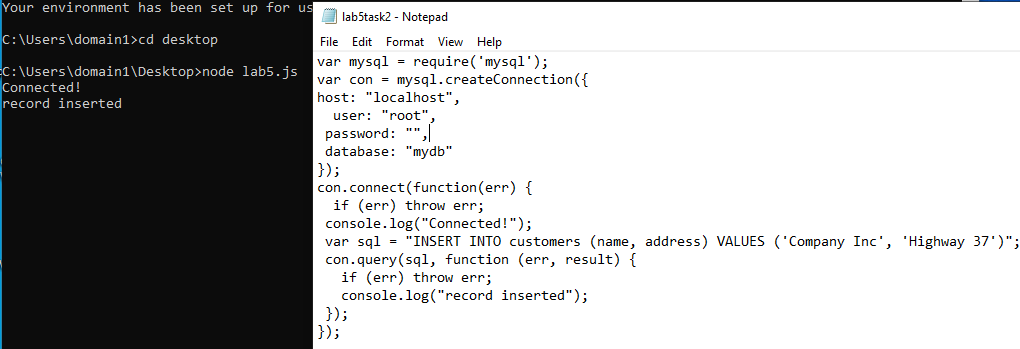 Your environment has been set up for us
C:\Users\domain1>cd desktop
C:\Users\domain1\Desktop>node lab5.js
Connected!
record inserted
lab5task2 - Notepad
File Edit Format View Help
var mysql = require('mysql');
var con = mysql.createConnection({
host: "localhost",
  user: "root",
 password: "",
 database: "mydb"
});
con.connect(function(err) {
  if (err) throw err;
 console.log("Connected!");
 var sql = "INSERT INTO customers (name, address) VALUES ('Company Inc', 'Highway 37')";
 con.query(sql, function (err, result) {
   if (err) throw err;
   console.log("record inserted");
 });
});